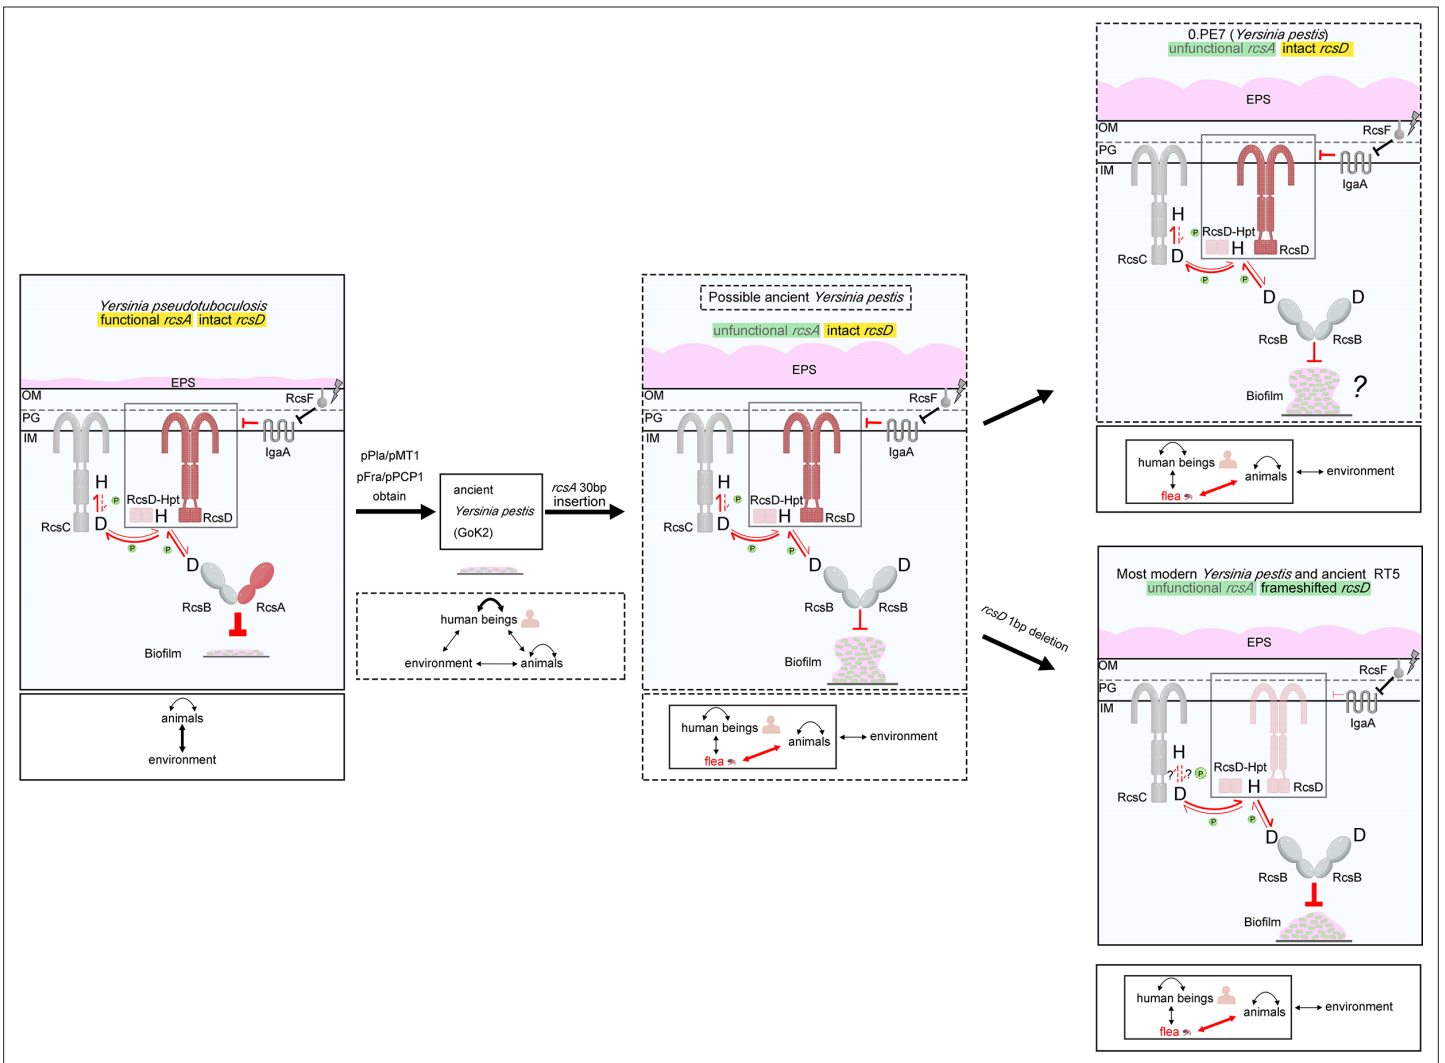 Yersinia pseudotuboculosis
functional rcsA intact rcsD
EPS
OM
RcsF
PG
IM
IgaA
H
P
RcsD-Hpt
RcsC
D
H
RcsD
P
P
D
RcsB
RcsA
Biofilm
animals
environment
pPla/pMT1
pFra/pPCP1
obtain
ancient
Yersinia pestis
(GoK2)
rcsA 30bp
insertion
human beings
environment
animals
Possible ancient Yersinia pestis
unfunctional rcsA intact rcsD
EPS
OM
RcsF
PG
IM
IgaA
H
P
RcsD-Hpt
RcsC
D
H
RcsD
P
P
D
D
RcsB
RcsB
Biofilm
human beings
animals
environment
flea
rcsD 1bp deletion
0.PE7 (Yersinia pestis)
unfunctional rcsA intact rcsD
EPS
OM
RcsF
PG
IM
IgaA
H
P
RcsD-Hpt
RcsC
D
H
RcsD
P
P
D
D
RcsB
RcsB
Biofilm
?
human beings
animals
environment
flea
Most modern Yersinia pestis and ancient RT5
unfunctional rcsA frameshifted rcsD
EPS
OM
RcsF
PG
IM
IgaA
H
? ? P
RcsD-Hpt
RcsC
D
H
RcsD
P
P
D
D
RcsB
RcsB
Biofilm
human beings
animals
environment
flea